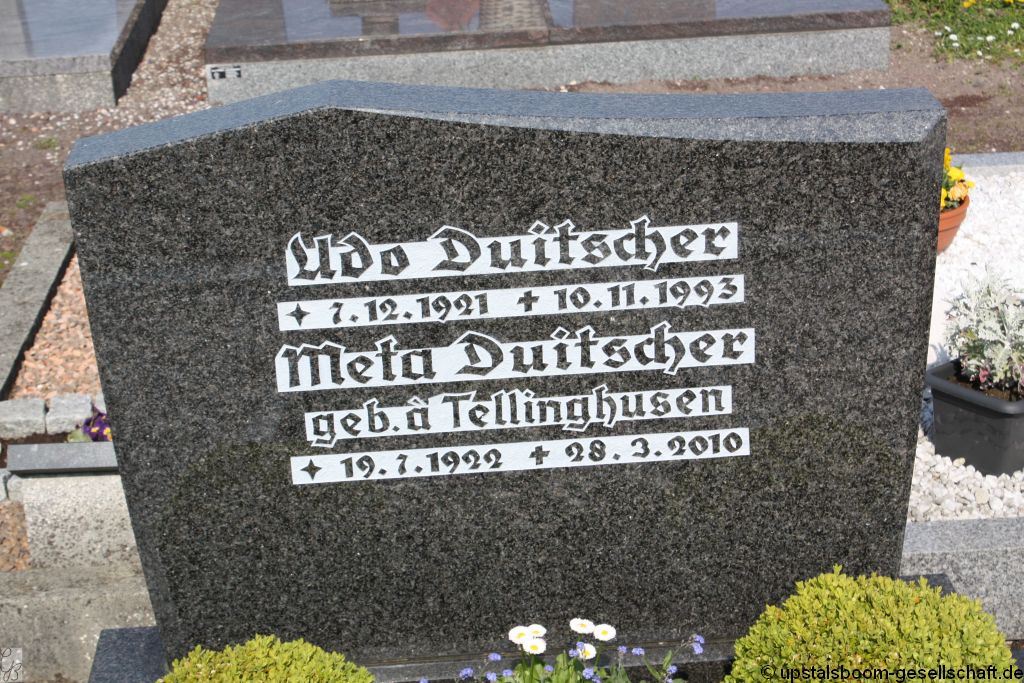 Udo Duitscher
✦ 7.12.1921 ✝ 10.11.1993
Meta Duitscher
geb. à Tellinghusen
✦ 19.7.1922 ✝ 28.3.2010
© upstalsboom-gesellschaft.de